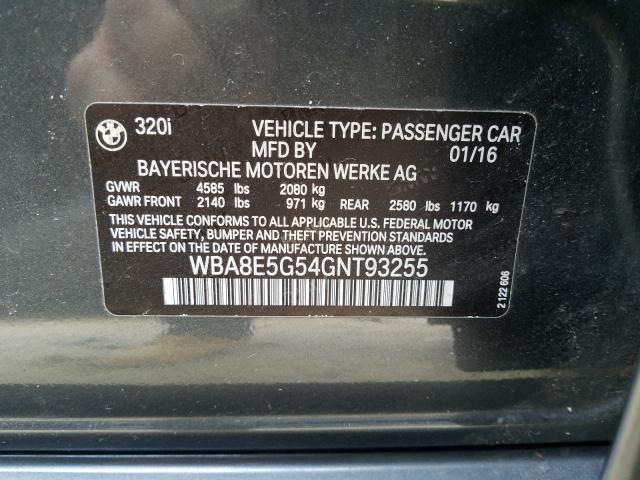 320i VEHICLE TYPE: PASSENGER CAR
MFD BY 01/16
BAYERISCHE MOTOREN WERKE AG
GVWR 4585 lbs 2080 kg
GAWR FRONT 2140 lbs 971 kg REAR 2580 lbs 1170 kg
THIS VEHICLE CONFORMS TO ALL APPLICABLE U.S. FEDERAL MOTOR
VEHICLE SAFETY, BUMPER AND THEFT PREVENTION STANDARDS
IN EFFECT ON THE DATE OF MANUFACTURE SHOWN ABOVE.
WBA8E5G54GNT93255
2 122 606